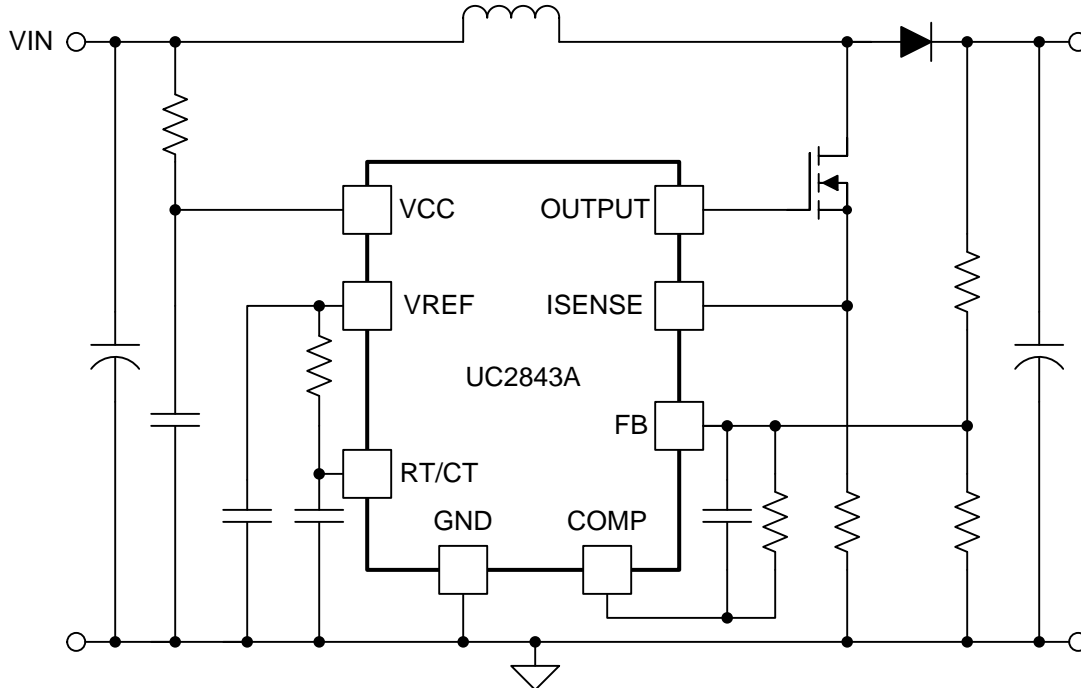 VIN
VCC
OUTPUT
VREF
ISENSE
UC2843A
FB
RT/CT
GND
COMP